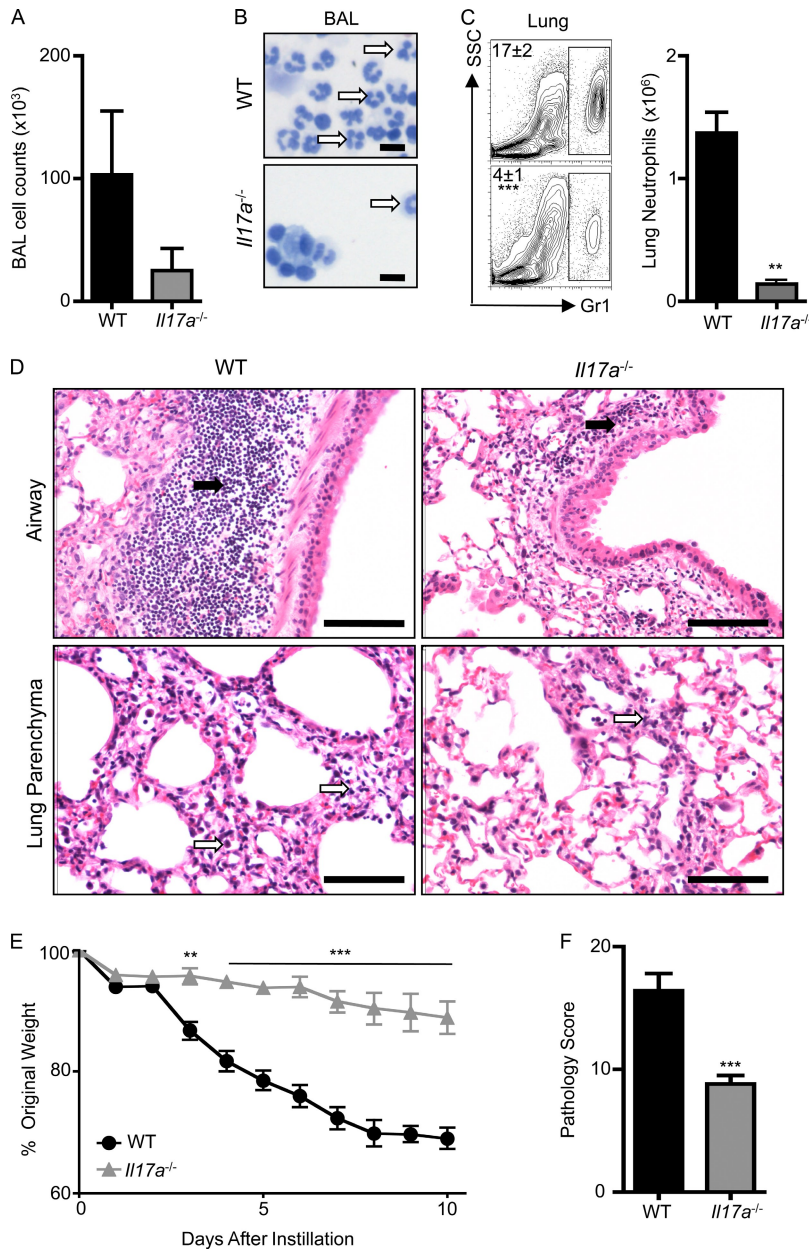 A
BAL cell counts (x10³)
200
100
0
WT
Il17a-/-
B
BAL
WT
Il17a-/-
C
Lung
SSC
17±2
4±1
***
Gr1
Lung Neutrophils (x10⁶)
2
1
0
**
WT
Il17a-/-
D
WT
Il17a-/-
Airway
Lung Parenchyma
E
% Original Weight
100
80
60
**
***
WT
Il17a-/-
0
5
10
Days After Instillation
F
Pathology Score
20
10
0
***
WT
Il17a-/-